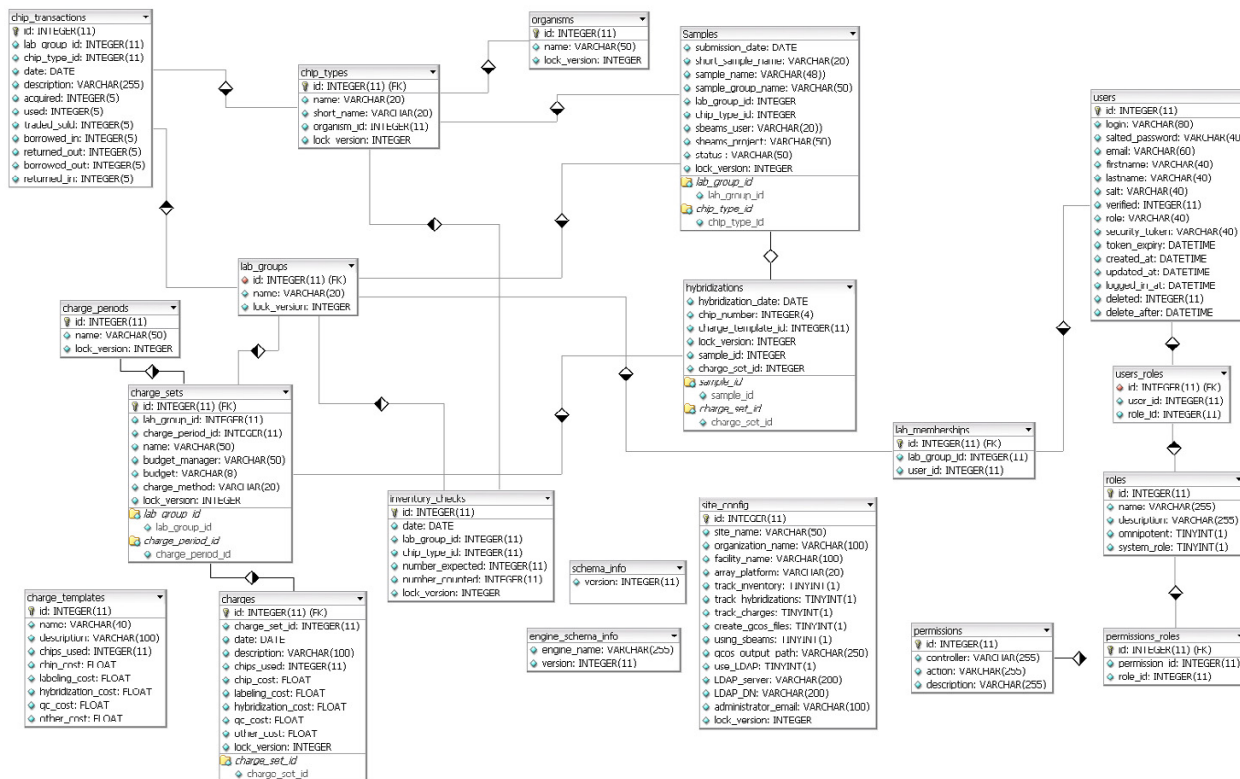 chip_transactions
id: INTEGER(11)
lab_group_id: INTEGER(11)
chip_type_id: INTEGER(11)
date: DATE
description: VARCHAR(255)
acquired: INTEGER(5)
used: INTEGER(5)
traded_sold: INTEGER(5)
borrowed_in: INTEGER(5)
returned_out: INTEGER(5)
borrowed_out: INTEGER(5)
returned_in: INTEGER(5)
chip_types
id: INTEGER(11) (FK)
name: VARCHAR(20)
short_name: VARCHAR(20)
organism_id: INTEGER(11)
lock_version: INTEGER
organisms
id: INTEGER(11)
name: VARCHAR(50)
lock_version: INTEGER
Samples
submission_date: DATE
short_sample_name: VARCHAR(20)
sample_name: VARCHAR(48))
sample_group_name: VARCHAR(50)
lab_group_id: INTEGER
chip_type_id: INTEGER
sbeams_user: VARCHAR(20))
sbeams_project: VARCHAR(50)
status : VARCHAR(50)
lock_version: INTEGER
lab_group_id
lab_group_id
chip_type_id
chip_type_id
users
id: INTEGER(11)
login: VARCHAR(80)
salted_password: VARCHAR(40
email: VARCHAR(60)
firstname: VARCHAR(40)
lastname: VARCHAR(40)
salt: VARCHAR(40)
verified: INTEGER(11)
role: VARCHAR(40)
security_token: VARCHAR(40)
token_expiry: DATETIME
created_at: DATETIME
updated_at: DATETIME
logged_in_at: DATETIME
deleted: INTEGER(11)
delete_after: DATETIME
lab_groups
id: INTEGER(11) (FK)
name: VARCHAR(20)
lock_version: INTEGER
charge_periods
id: INTEGER(11)
name: VARCHAR(50)
lock_version: INTEGER
hybridizations
hybridization_date: DATE
chip_number: INTEGER(4)
charge_template_id: INTEGER(11)
lock_version: INTEGER
sample_id: INTEGER
charge_set_id: INTEGER
sample_id
sample_id
charge_set_id
charge_set_id
charge_sets
id: INTEGER(11) (FK)
lab_group_id: INTEGER(11)
charge_period_id: INTEGER(11)
name: VARCHAR(50)
budget_manager: VARCHAR(50)
budget: VARCHAR(8)
charge_method: VARCHAR(20)
lock_version: INTEGER
lab_group_id
lab_group_id
charge_period_id
charge_period_id
users_roles
id: INTEGER(11) (FK)
user_id: INTEGER(11)
role_id: INTEGER(11)
lab_memberships
id: INTEGER(11) (FK)
lab_group_id: INTEGER(11)
user_id: INTEGER(11)
inventory_checks
id: INTEGER(11)
date: DATE
lab_group_id: INTEGER(11)
chip_type_id: INTEGER(11)
number_expected: INTEGER(11)
number_counted: INTEGER(11)
lock_version: INTEGER
site_config
id: INTEGER(11)
site_name: VARCHAR(50)
organization_name: VARCHAR(100)
facility_name: VARCHAR(100)
array_platform: VARCHAR(20)
track_inventory: TINYINT(1)
track_hybridizations: TINYINT(1)
track_charges: TINYINT(1)
create_gcos_files: TINYINT(1)
using_sbeams: TINYINT(1)
gcos_output_path: VARCHAR(250)
use_LDAP: TINYINT(1)
LDAP_server: VARCHAR(200)
LDAP_DN: VARCHAR(200)
administrator_email: VARCHAR(100)
lock_version: INTEGER
roles
id: INTEGER(11)
name: VARCHAR(255)
description: VARCHAR(255)
omnipotent: TINYINT(1)
system_role: TINYINT(1)
schema_info
version: INTEGER(11)
engine_schema_info
engine_name: VARCHAR(255)
version: INTEGER(11)
charge_templates
id: INTEGER(11)
name: VARCHAR(40)
description: VARCHAR(100)
chips_used: INTEGER(11)
chip_cost: FLOAT
labeling_cost: FLOAT
hybridization_cost: FLOAT
qc_cost: FLOAT
other_cost: FLOAT
charges
id: INTEGER(11) (FK)
charge_set_id: INTEGER(11)
date: DATE
description: VARCHAR(100)
chips_used: INTEGER(11)
chip_cost: FLOAT
labeling_cost: FLOAT
hybridization_cost: FLOAT
qc_cost: FLOAT
other_cost: FLOAT
lock_version: INTEGER
charge_set_id
charge_set_id
permissions
id: INTEGER(11)
controller: VARCHAR(255)
action: VARCHAR(255)
description: VARCHAR(255)
permissions_roles
id: INTEGER(11) (FK)
permission_id: INTEGER(11)
role_id: INTEGER(11)